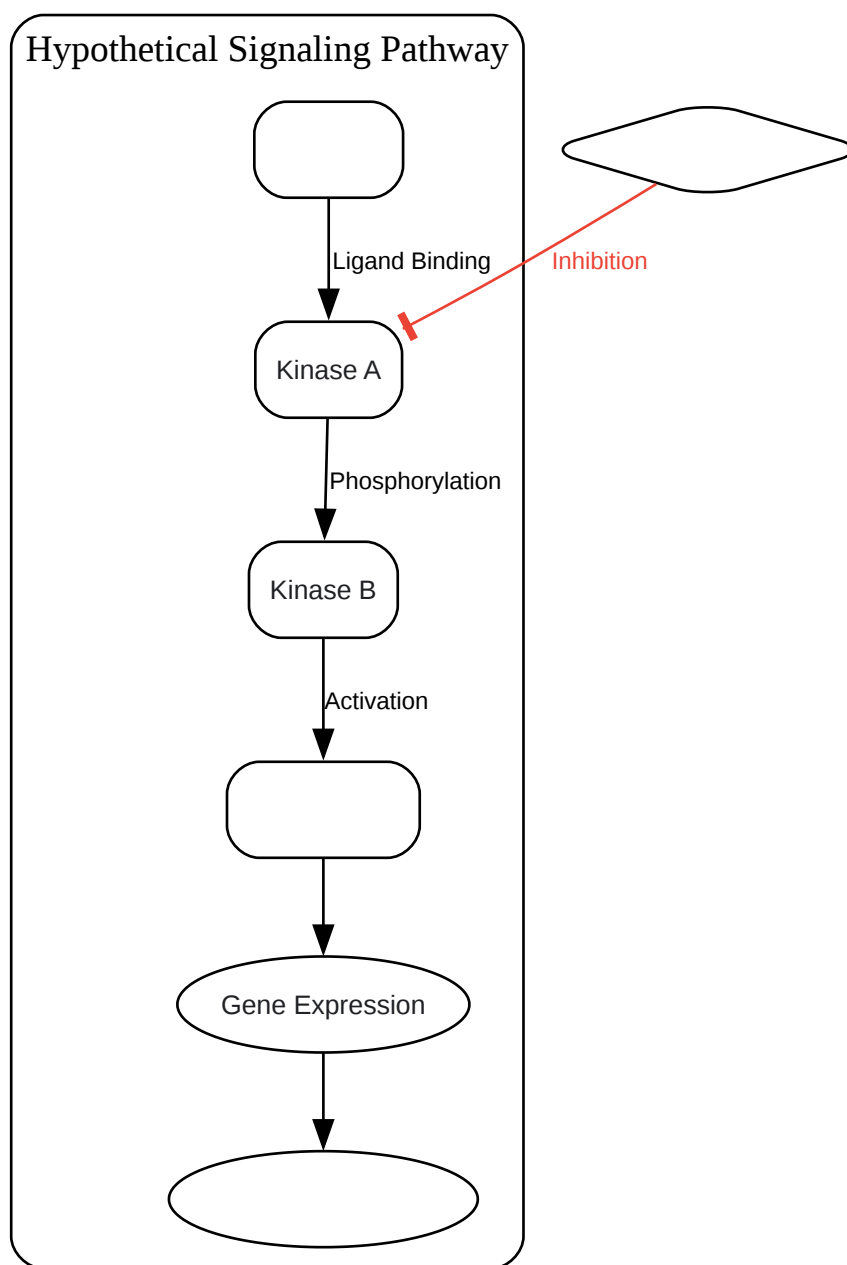 Hypothetical Signaling Pathway
Ligand Binding
Inhibition
Kinase A
Phosphorylation
Kinase B
Activation
Gene Expression